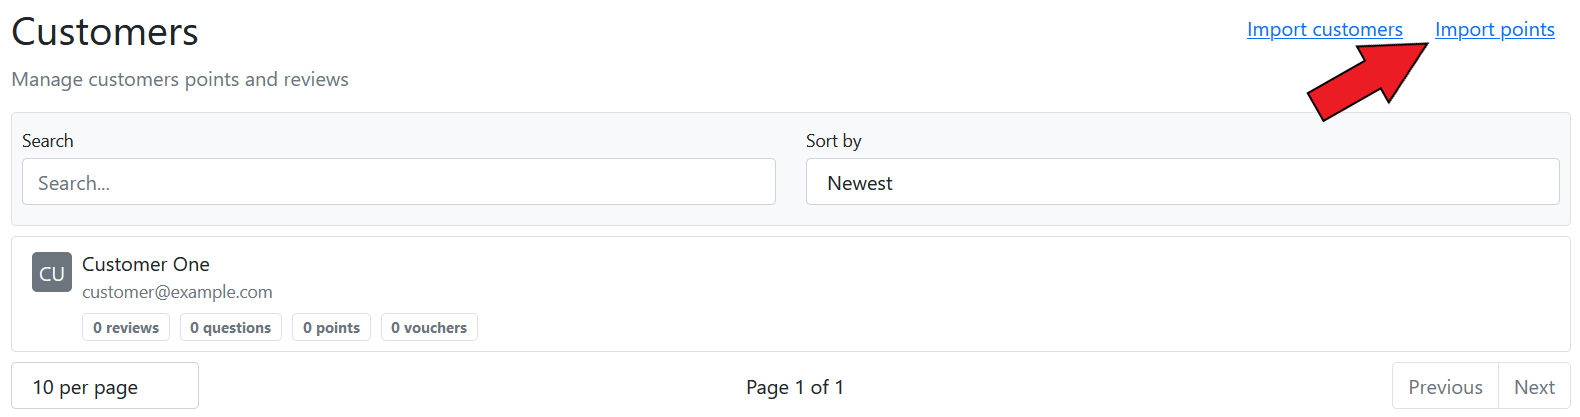 Customers
Import customers
Import points
Manage customers points and reviews
Search
Sort by
Search...
Newest
CU
Customer One
customer@example.com
0 reviews
0 questions
0 points
0 vouchers
10 per page
Page 1 of 1
Previous
Next